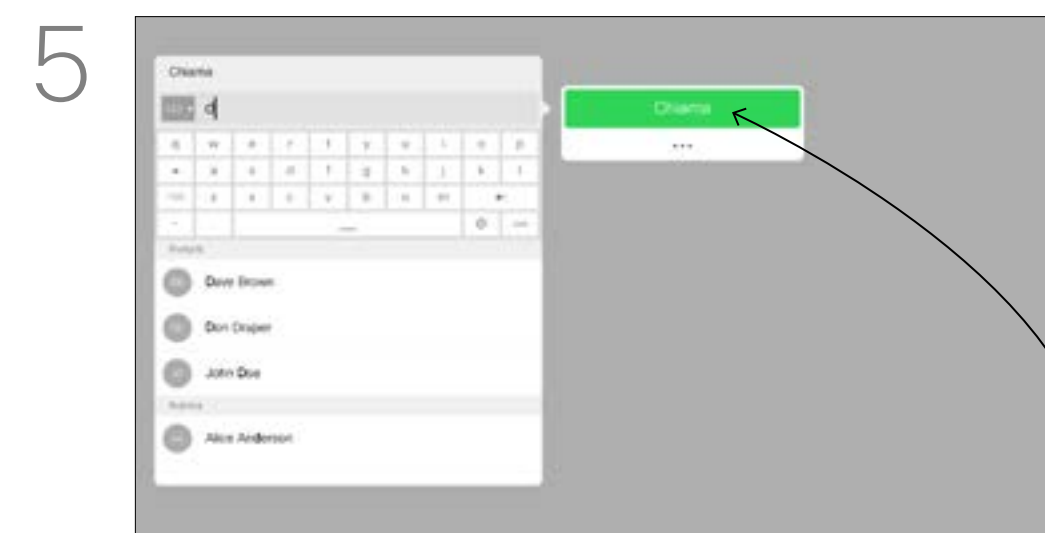 5
Chiama
d
Chiama
...
q w e r t y u i o p
a s d f g h j k l
z x c v b n m
Dave Brown
Don Draper
John Doe
Alice Anderson